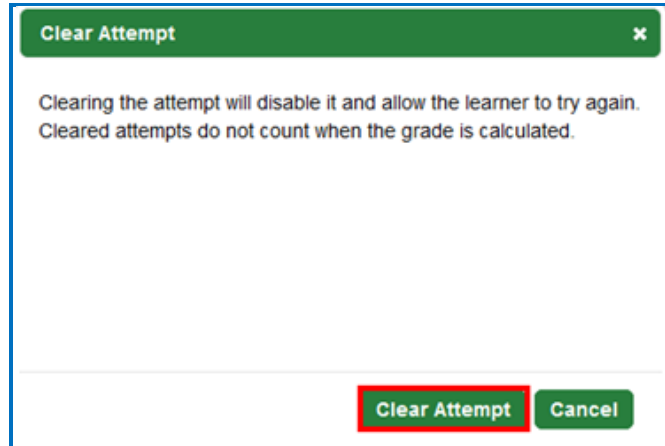 Clear Attempt
Clearing the attempt will disable it and allow the learner to try again.
Cleared attempts do not count when the grade is calculated.
Clear Attempt
Cancel